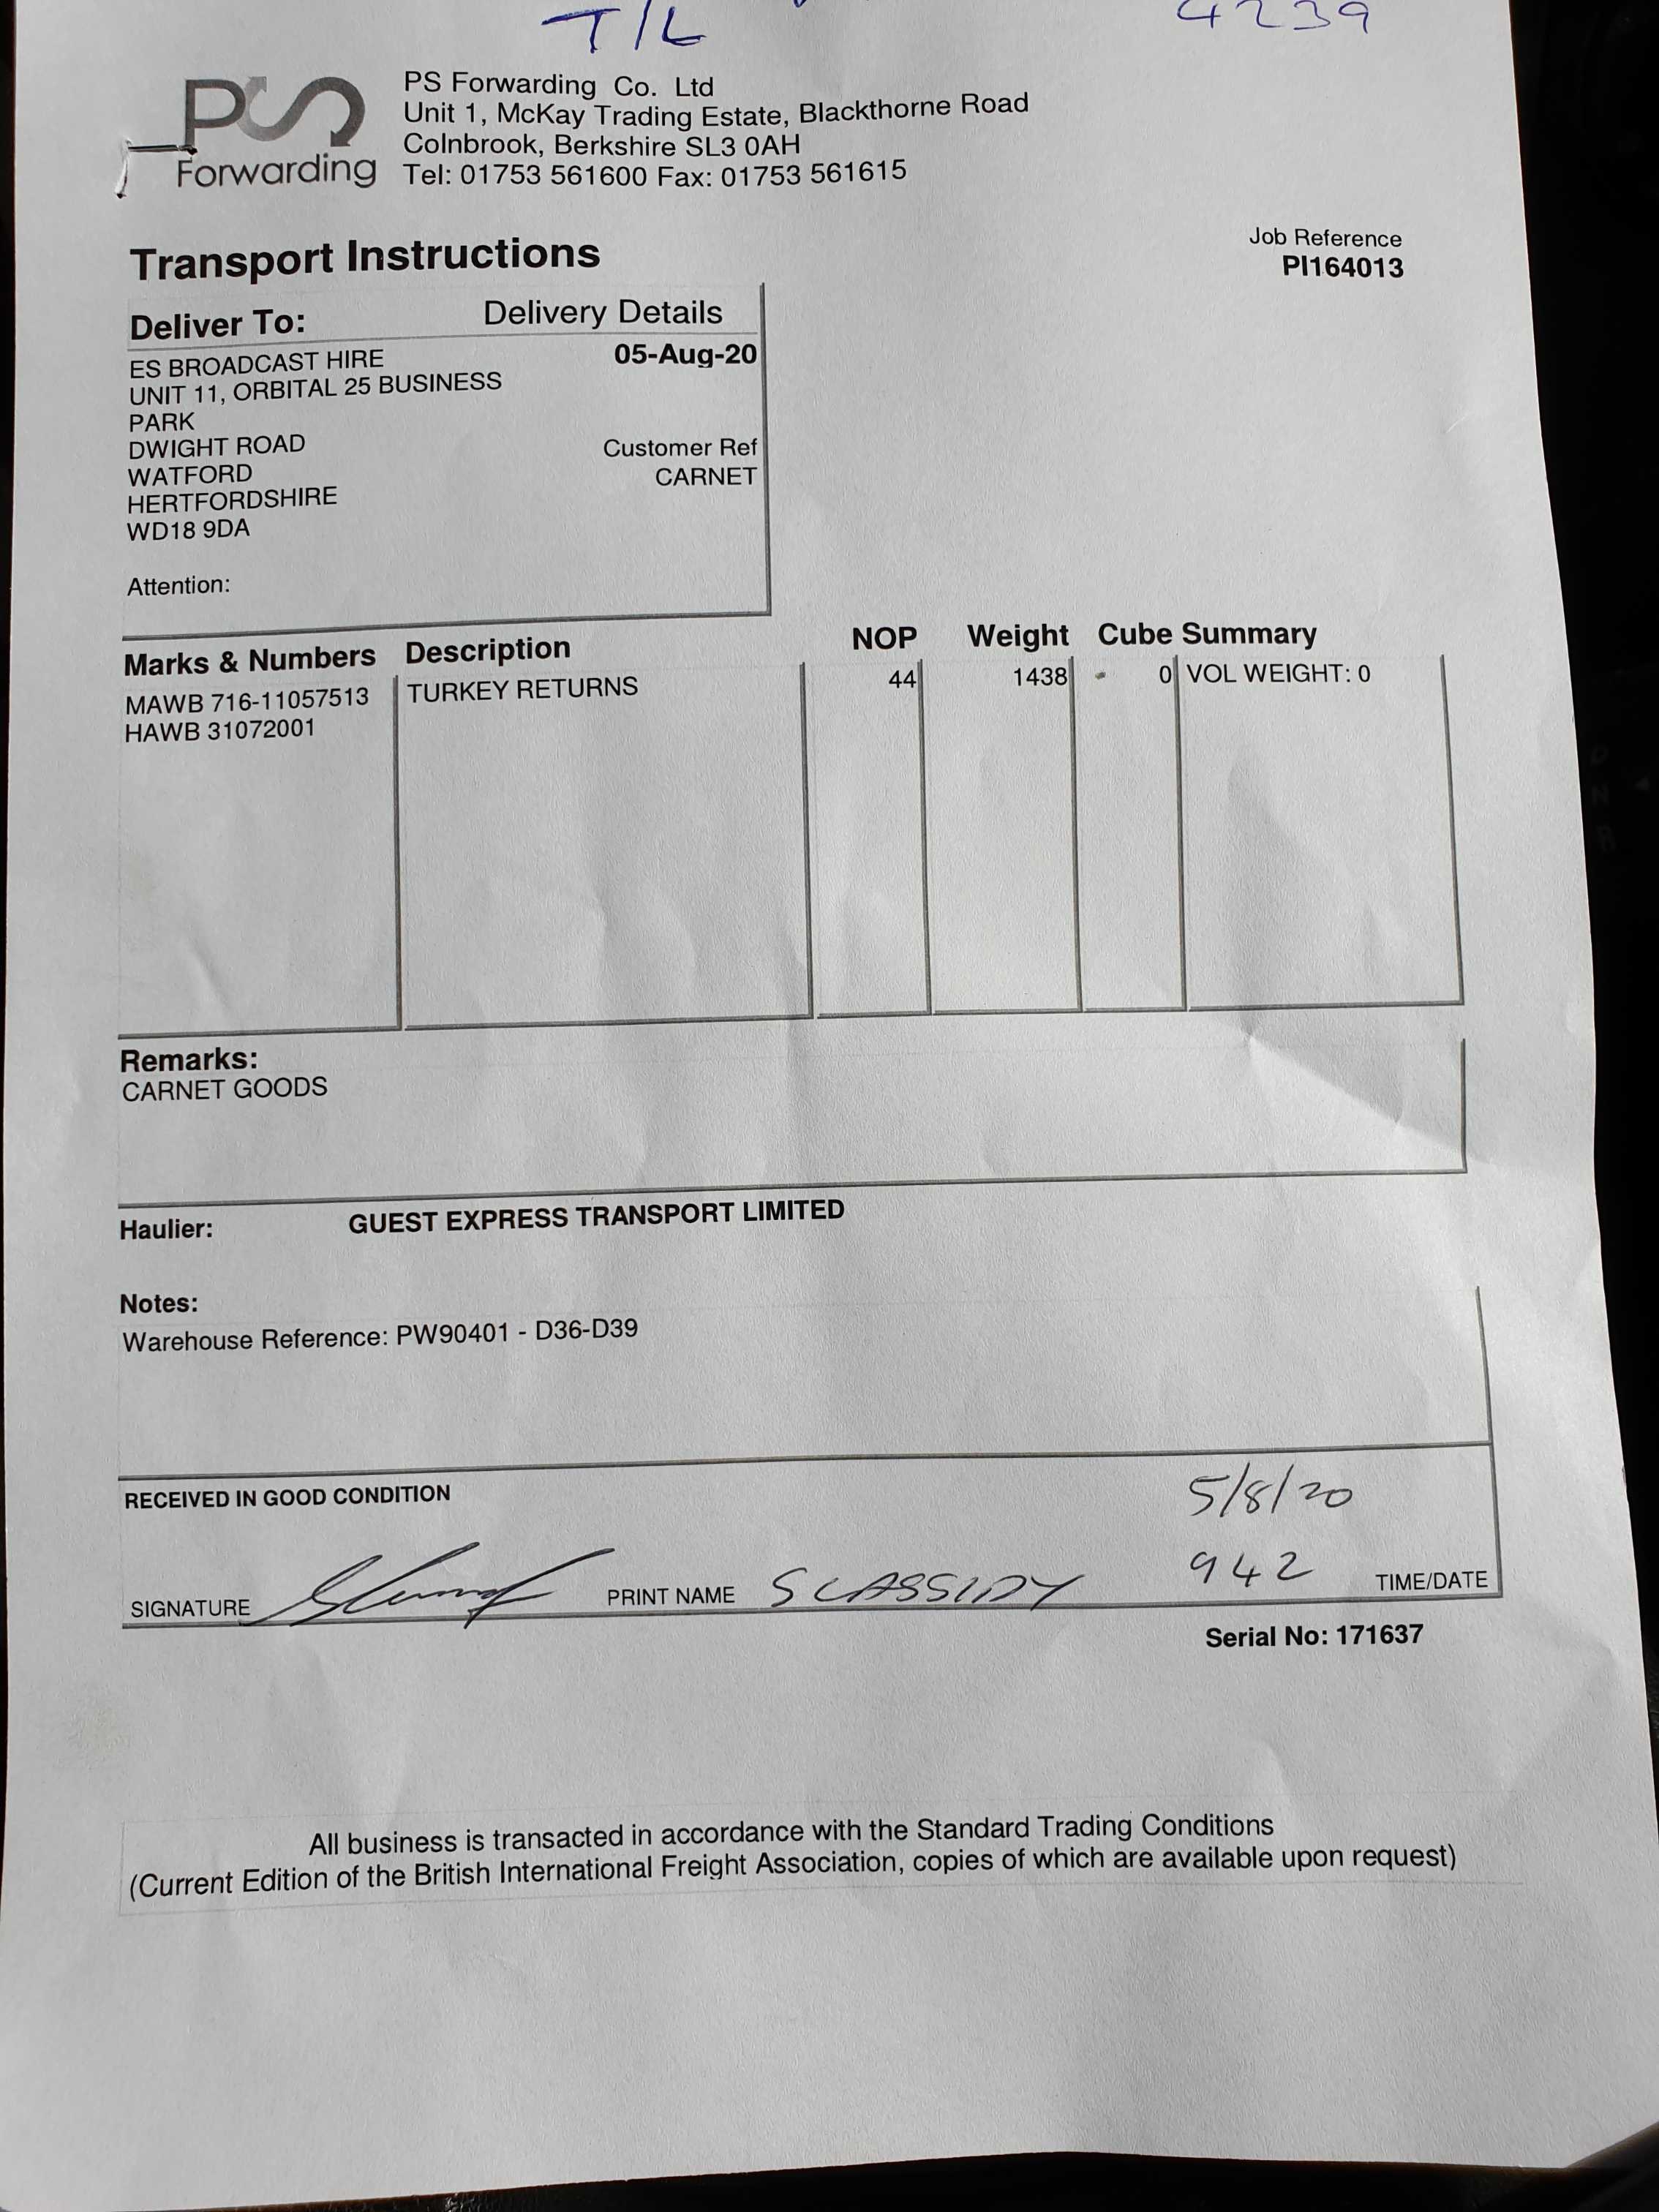 T/L
4239
PS
Forwarding
PS Forwarding Co. Ltd
Unit 1, McKay Trading Estate, Blackthorne Road
Colnbrook, Berkshire SL3 0AH
Tel: 01753 561600 Fax: 01753 561615
Transport Instructions
Job Reference
PI164013
Deliver To: Delivery Details
ES BROADCAST HIRE 05-Aug-20
UNIT 11, ORBITAL 25 BUSINESS
PARK
DWIGHT ROAD Customer Ref
WATFORD CARNET
HERTFORDSHIRE
WD18 9DA
Attention:
Marks & Numbers Description NOP Weight Cube Summary
MAWB 716-11057513 TURKEY RETURNS 44 1438 0 VOL WEIGHT: 0
HAWB 31072001
Remarks:
CARNET GOODS
Haulier: GUEST EXPRESS TRANSPORT LIMITED
Notes:
Warehouse Reference: PW90401 - D36-D39
RECEIVED IN GOOD CONDITION 5/8/20
SIGNATURE PRINT NAME S CASSIDY 942 TIME/DATE
Serial No: 171637
All business is transacted in accordance with the Standard Trading Conditions
(Current Edition of the British International Freight Association, copies of which are available upon request)